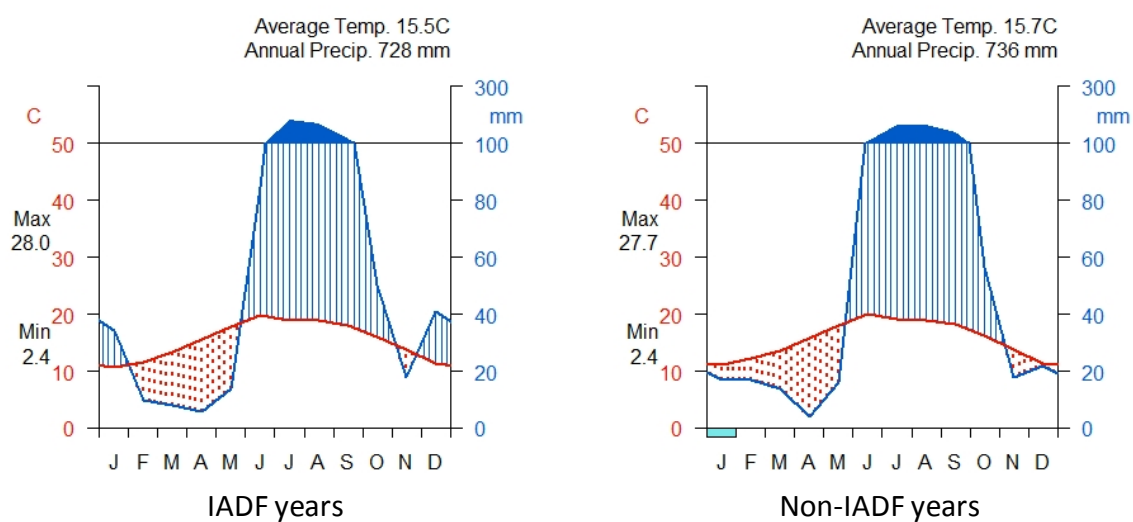 Average Temp. 15.5C
Annual Precip. 728 mm
C
50
40
30
20
10
0
Max
28.0
Min
2.4
300
mm
100
80
60
40
20
0
J F M A M J J A S O N D
IADF years
Average Temp. 15.7C
Annual Precip. 736 mm
C
50
40
30
20
10
0
Max
27.7
Min
2.4
300
mm
100
80
60
40
20
0
J F M A M J J A S O N D
Non-IADF years